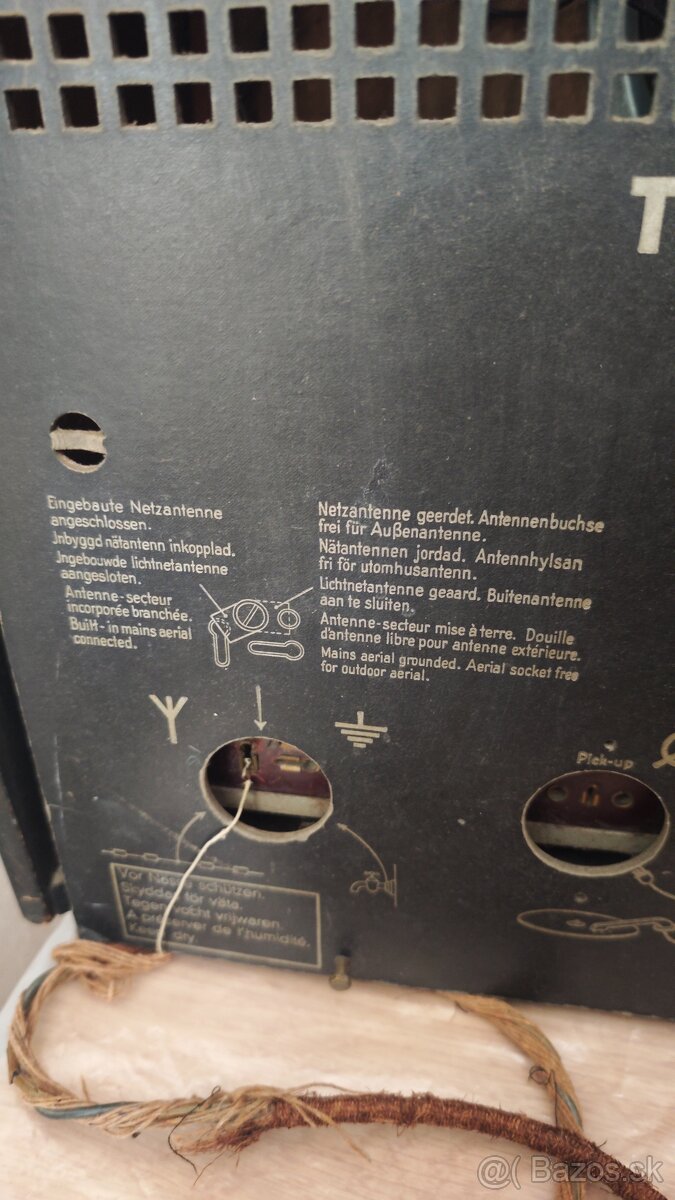 T
Eingebaute Netzantenne
angeschlossen.
Jnbyggd nätantenn inkopplad.
Jngebouwde lichtnetantenne
aangesloten.
Antenne-secteur
incorporée branchée.
Built-in mains aerial
connected.
Netzantenne geerdet. Antennenbuchse
frei für Außenantenne.
Nätantennen jordad. Antennhylsan
fri för utomhusantenn.
Lichtnetantenne geaard. Buitenantenne
aan te sluiten.
Antenne-secteur mise à terre. Douille
d'antenne libre pour antenne extérieure.
Mains aerial grounded. Aerial socket free
for outdoor aerial.
Pick-up
Vor Nässe schützen.
Skyddas för väta.
Tegen vocht vrijwaren.
A préserver de l'humidité.
Keep dry.
@( Bazos.sk